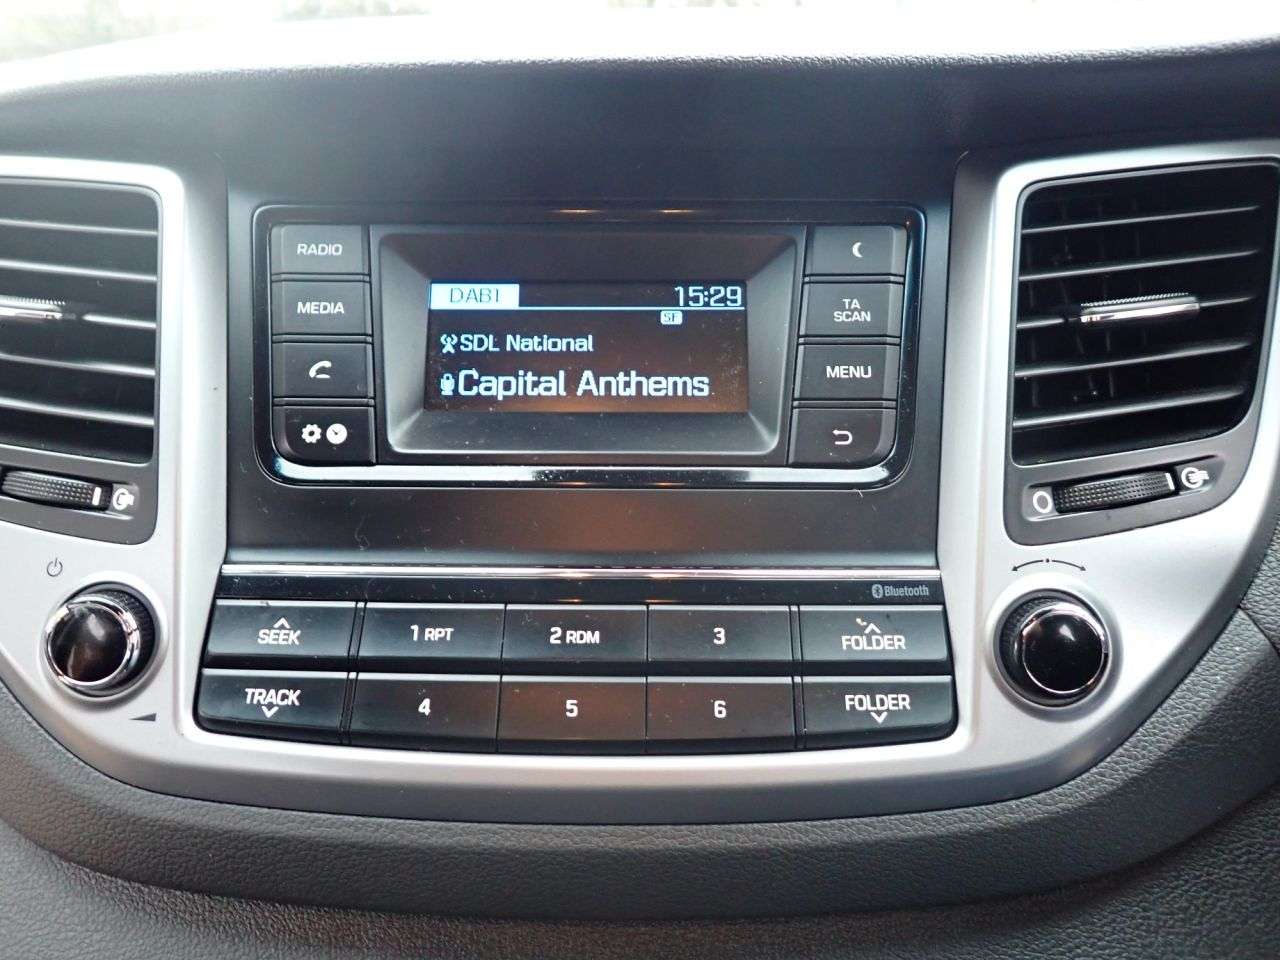 RADIO
MEDIA
DAB1 15:29
SF
SDL National
Capital Anthems
TA
SCAN
MENU
Bluetooth
SEEK
1 RPT
2 RDM
3
FOLDER
TRACK
4
5
6
FOLDER